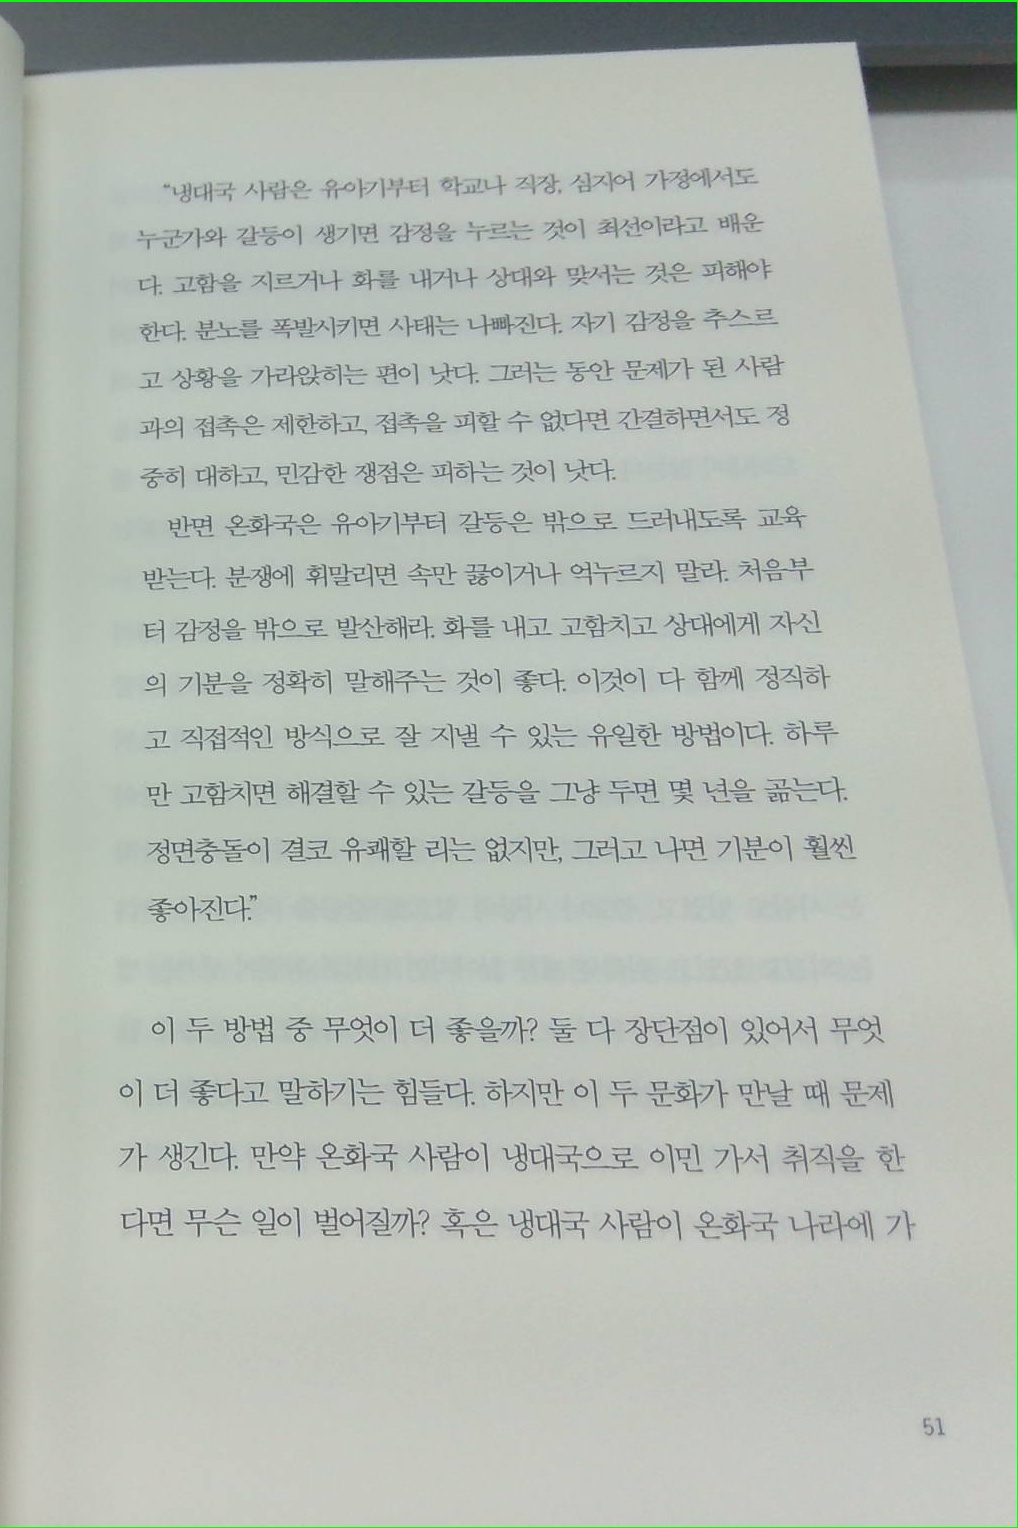 “냉대국 사람은 유아기부터 학교나 직장, 심지어 가정에서도
누군가와 갈등이 생기면 감정을 누르는 것이 최선이라고 배운
다. 고함을 지르거나 화를 내거나 상대와 맞서는 것은 피해야
한다. 분노를 폭발시키면 사태는 나빠진다. 자기 감정을 추스르
고 상황을 가라앉히는 편이 낫다. 그러는 동안 문제가 된 사람
과의 접촉은 제한하고, 접촉을 피할 수 없다면 간결하면서도 정
중히 대하고, 민감한 쟁점은 피하는 것이 낫다.
반면 온화국은 유아기부터 갈등은 밖으로 드러내도록 교육
받는다. 분쟁에 휘말리면 속만 끓이거나 억누르지 말라. 처음부
터 감정을 밖으로 발산해라. 화를 내고 고함치고 상대에게 자신
의 기분을 정확히 말해주는 것이 좋다. 이것이 다 함께 정직하
고 직접적인 방식으로 잘 지낼 수 있는 유일한 방법이다. 하루
만 고함치면 해결할 수 있는 갈등을 그냥 두면 몇 년을 곪는다.
정면충돌이 결코 유쾌할 리는 없지만, 그러고 나면 기분이 훨씬
좋아진다.”
이 두 방법 중 무엇이 더 좋을까? 둘 다 장단점이 있어서 무엇
이 더 좋다고 말하기는 힘들다. 하지만 이 두 문화가 만날 때 문제
가 생긴다. 만약 온화국 사람이 냉대국으로 이민 가서 취직을 한
다면 무슨 일이 벌어질까? 혹은 냉대국 사람이 온화국 나라에 가
51